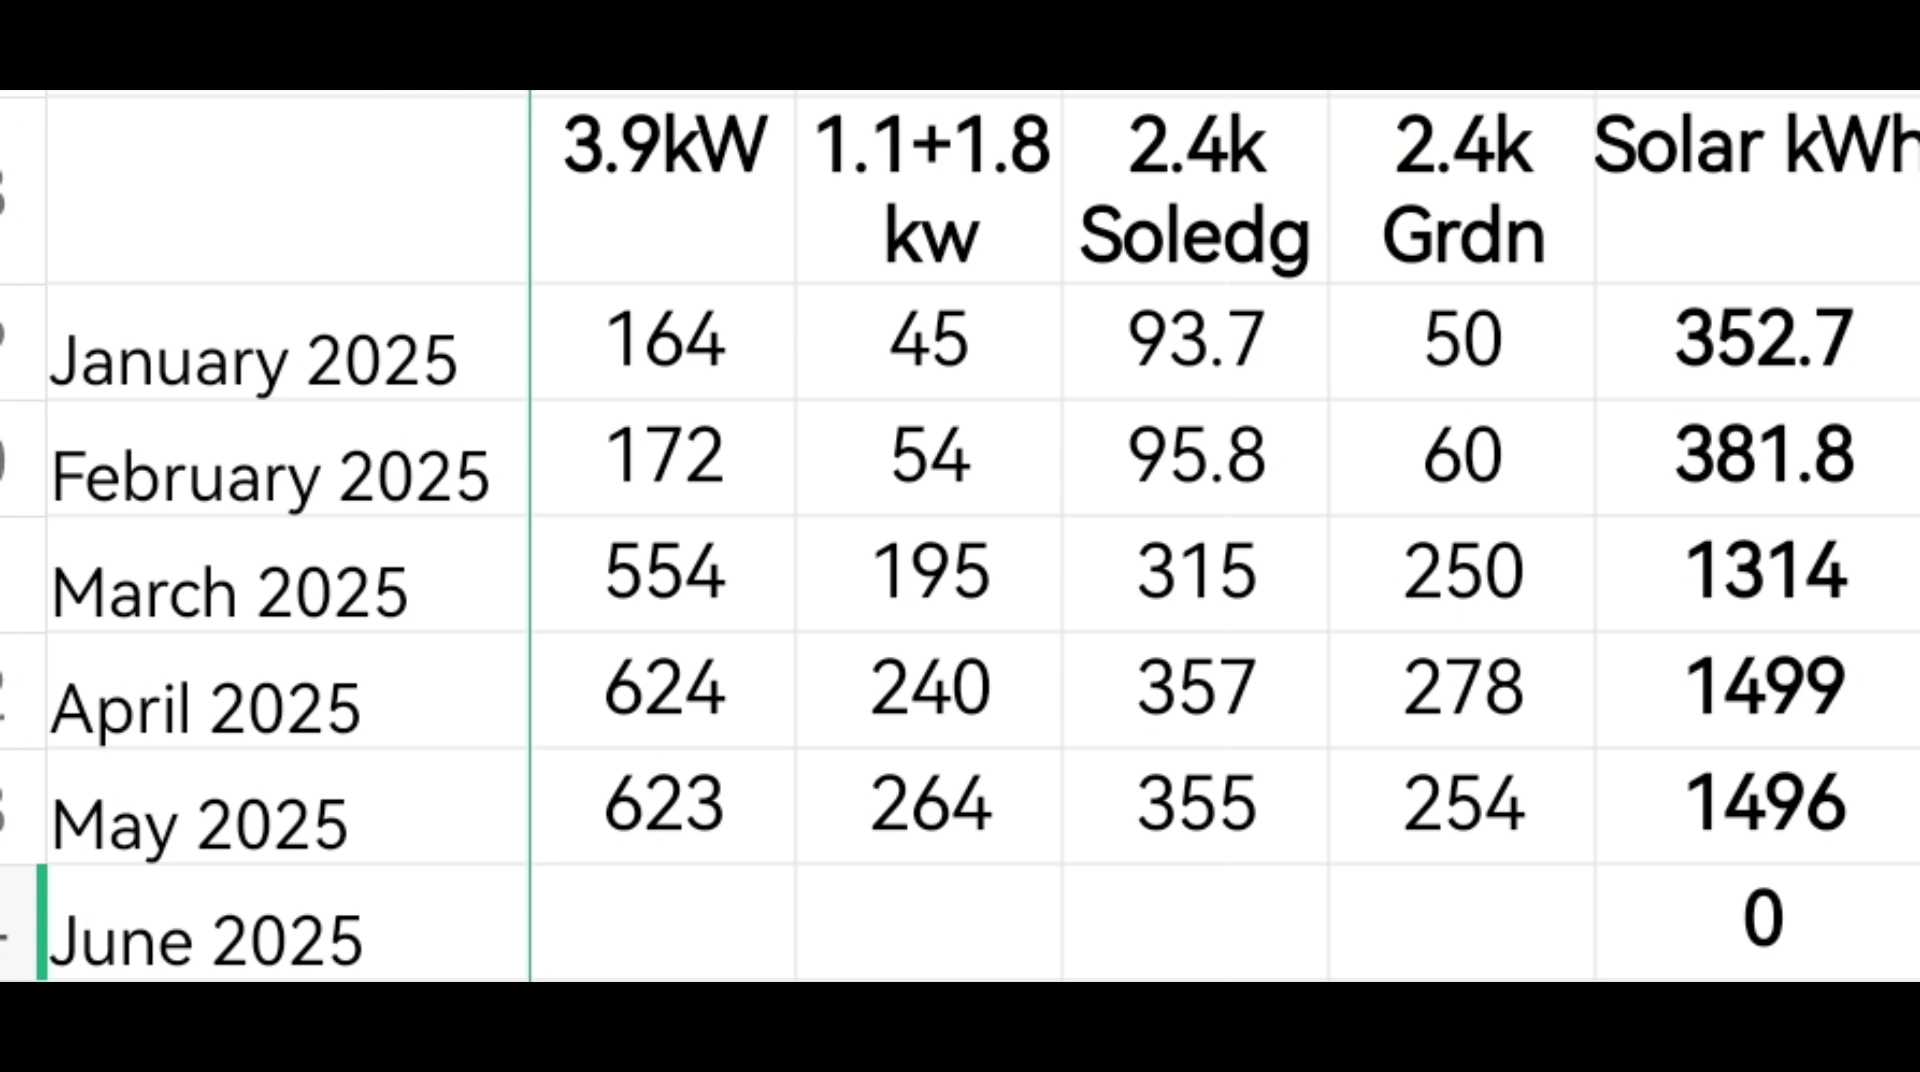 3.9kW 1.1+1.8 kw 2.4k Soledg 2.4k Grdn Solar kWh
January 2025 164 45 93.7 50 352.7
February 2025 172 54 95.8 60 381.8
March 2025 554 195 315 250 1314
April 2025 624 240 357 278 1499
May 2025 623 264 355 254 1496
June 2025 0